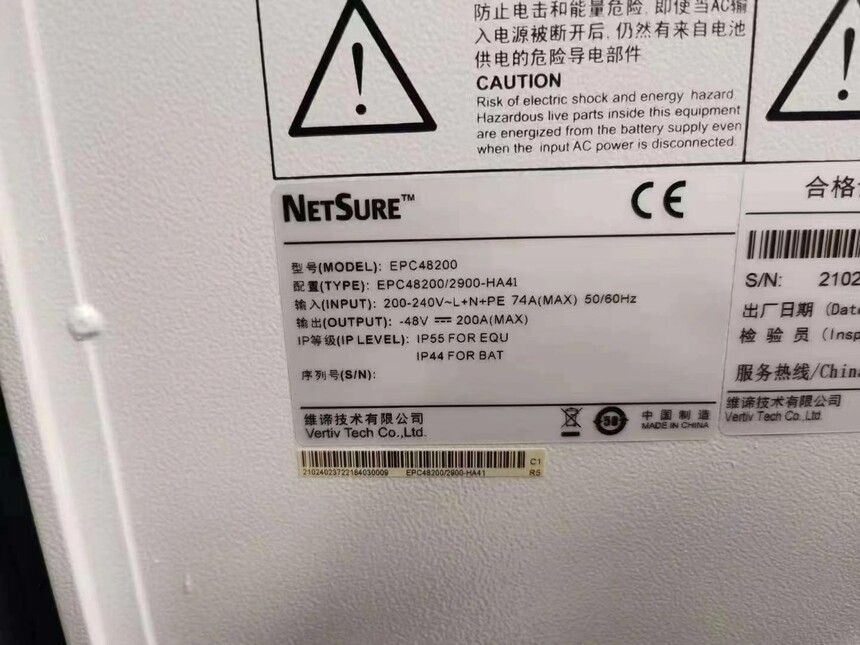 防止电击和能量危险, 即使当AC输
入电源被断开后, 仍然有来自电池
供电的危险导电部件
CAUTION
Risk of electric shock and energy hazard
Hazardous live parts inside this equipment
are energized from the battery supply even
when the input AC power is disconnected.
NETSURE™
CE
型号(MODEL): EPC48200
配置(TYPE): EPC48200/2900-HA41
输入(INPUT): 200-240V~L+N+PE 74A(MAX) 50/60Hz
输出(OUTPUT): -48V ⎓ 200A(MAX)
IP等级(IP LEVEL): IP55 FOR EQU
IP44 FOR BAT
序列号(S/N):
维谛技术有限公司
Vertiv Tech Co.,Ltd.
50
中国制造
MADE IN CHINA
21024023722184030009 EPC48200/2900-HA41
C1
R5
合格
S/N: 2102
出厂日期 (Date
检 验 员 (Insp
服务热线/China
维谛技术有限公司
Vertiv Tech Co.,Ltd.